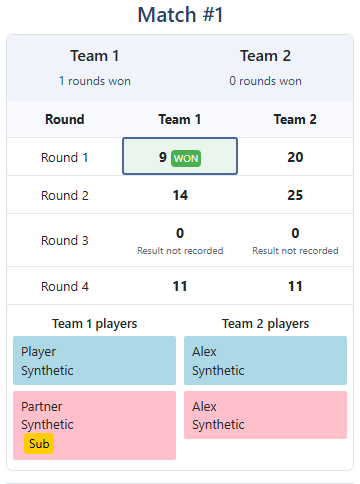 Match #1
Team 1 Team 2
1 rounds won 0 rounds won
Round Team 1 Team 2
Round 1 9 WON 20
Round 2 14 25
Round 3 0 0
Result not recorded Result not recorded
Round 4 11 11
Team 1 players Team 2 players
Player Alex
Synthetic Synthetic
Partner Alex
Synthetic Synthetic
Sub